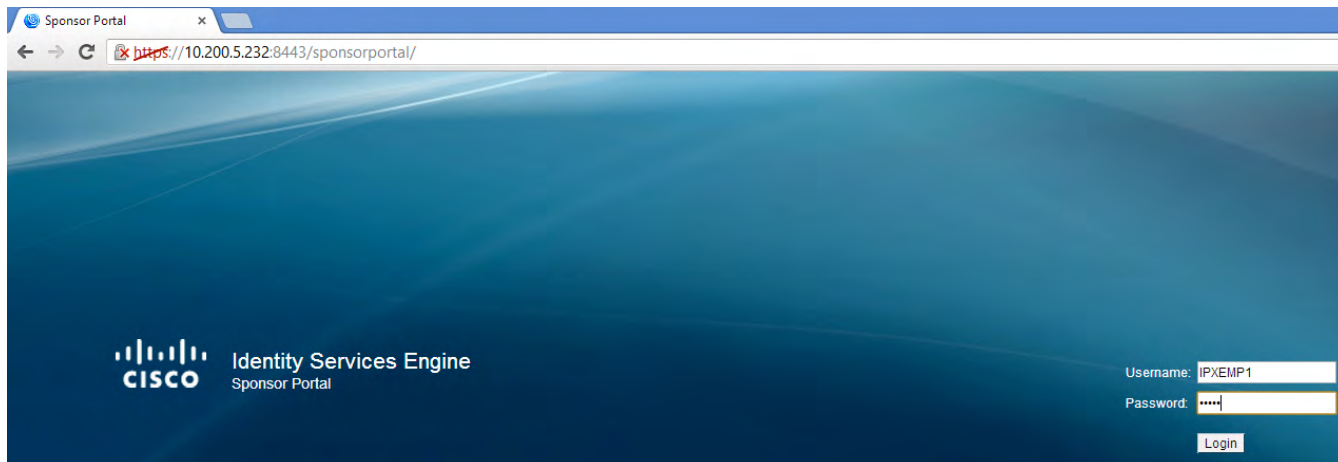 Sponsor Portal
https://10.200.5.232:8443/sponsorportal/
CISCO
Identity Services Engine
Sponsor Portal
Username: IPXEMP1
Password: •••••
Login